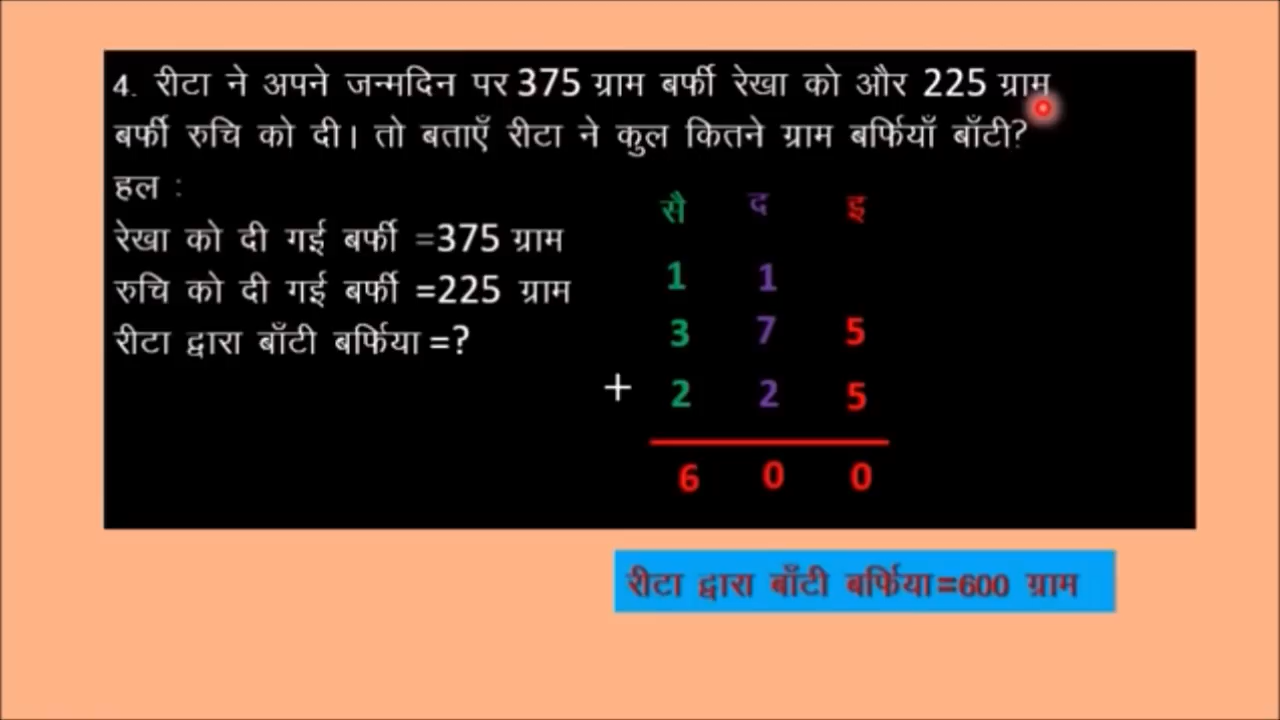 4. रीटा ने अपने जन्मदिन पर 375 ग्राम बर्फी रेखा को और 225 ग्राम
बर्फी रुचि को दी। तो बताएँ रीटा ने कुल कितने ग्राम बर्फियाँ बाँटी?
हल :
रेखा को दी गई बर्फी =375 ग्राम
रुचि को दी गई बर्फी =225 ग्राम
रीटा द्वारा बाँटी बर्फिया =?
सै द इ
1 1
3 7 5
+ 2 2 5
6 0 0
रीटा द्वारा बाँटी बर्फिया=600 ग्राम